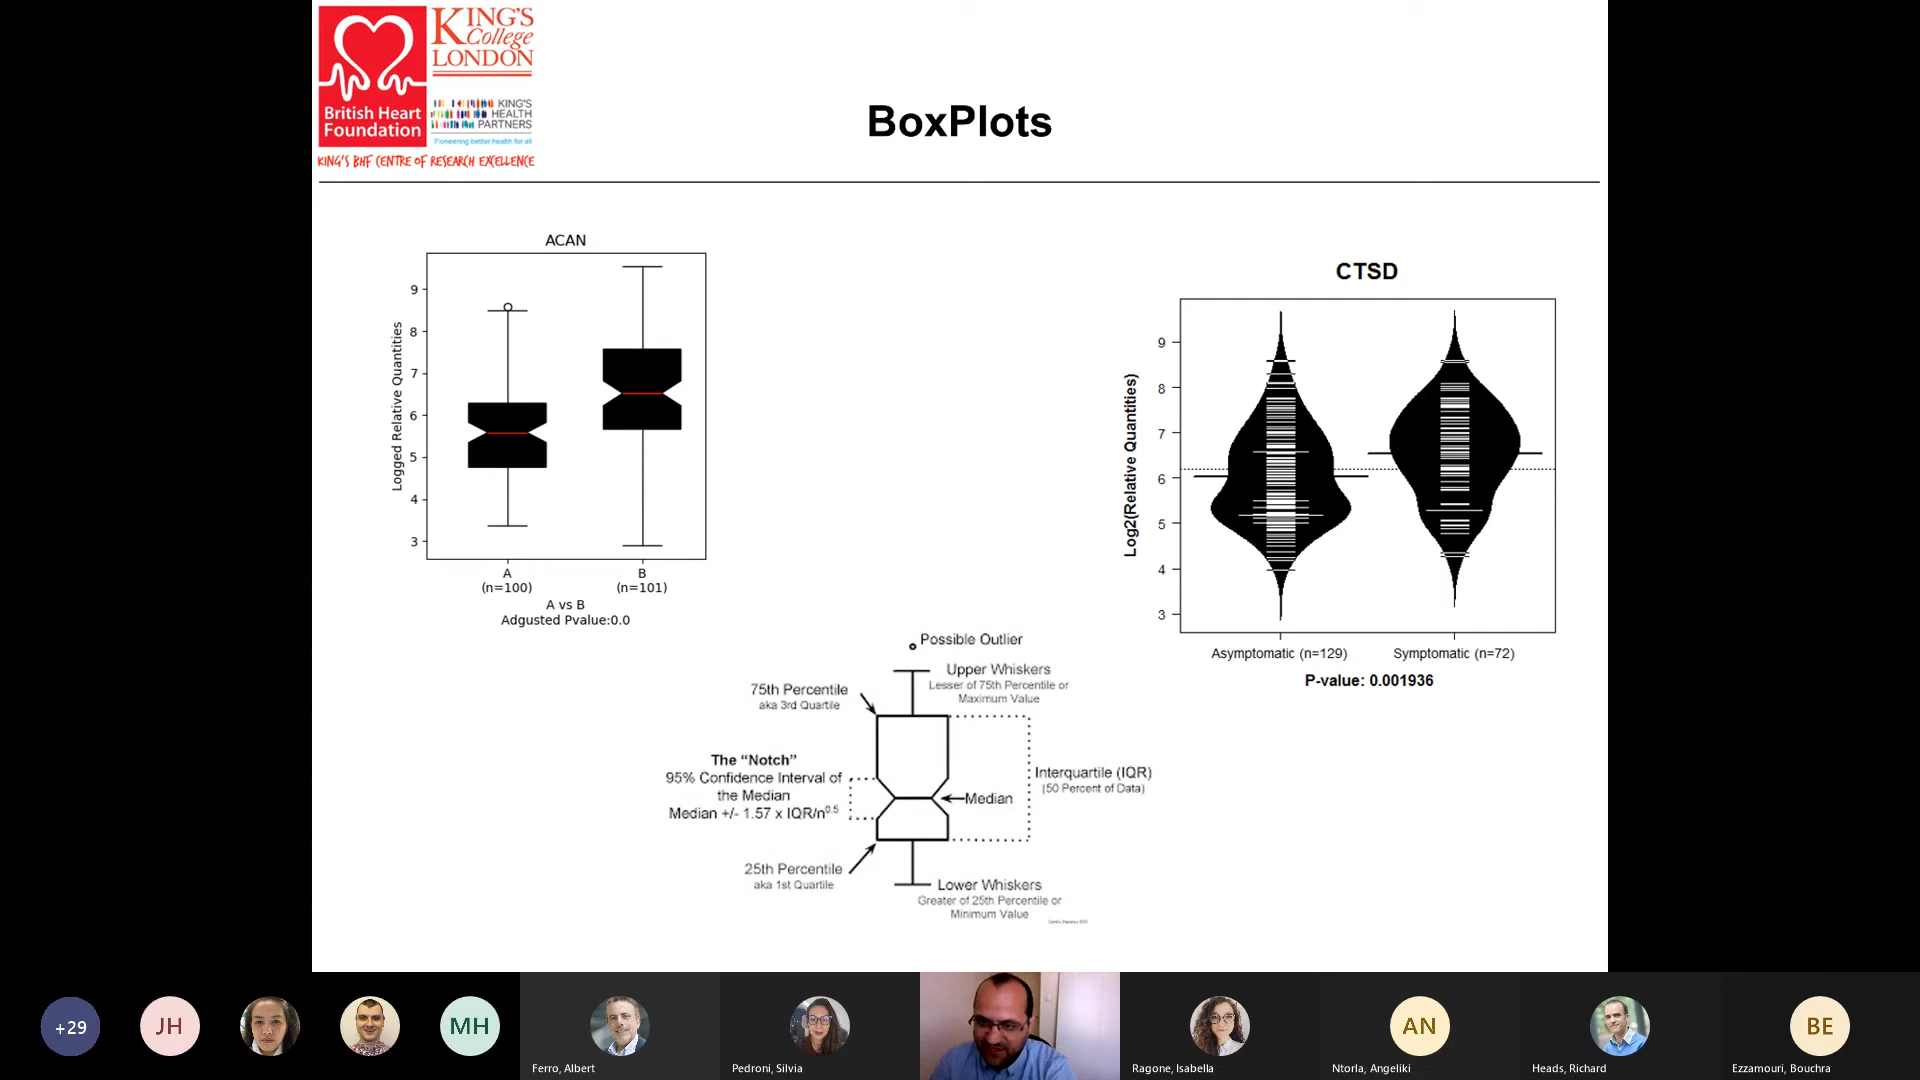 British Heart
Foundation
KING'S
College
LONDON
KING'S
HEALTH
PARTNERS
Pioneering better health for all
KING'S BHF CENTRE OF RESEARCH EXCELLENCE
BoxPlots
ACAN
Logged Relative Quantities
9
8
7
6
5
4
3
A
(n=100)
B
(n=101)
A vs B
Adgusted Pvalue:0.0
CTSD
Log2(Relative Quantities)
9
8
7
6
5
4
3
Asymptomatic (n=129)
Symptomatic (n=72)
P-value: 0.001936
Possible Outlier
Upper Whiskers
Lesser of 75th Percentile or
Maximum Value
75th Percentile
aka 3rd Quartile
The “Notch”
95% Confidence Interval of
the Median
Median +/- 1.57 x IQR/n0.5
Median
Interquartile (IQR)
(50 Percent of Data)
25th Percentile
aka 1st Quartile
Lower Whiskers
Greater of 25th Percentile or
Minimum Value
+29
JH
MH
Ferro, Albert
Pedroni, Silvia
Ragone, Isabella
AN
Ntorla, Angeliki
Heads, Richard
BE
Ezzamouri, Bouchra